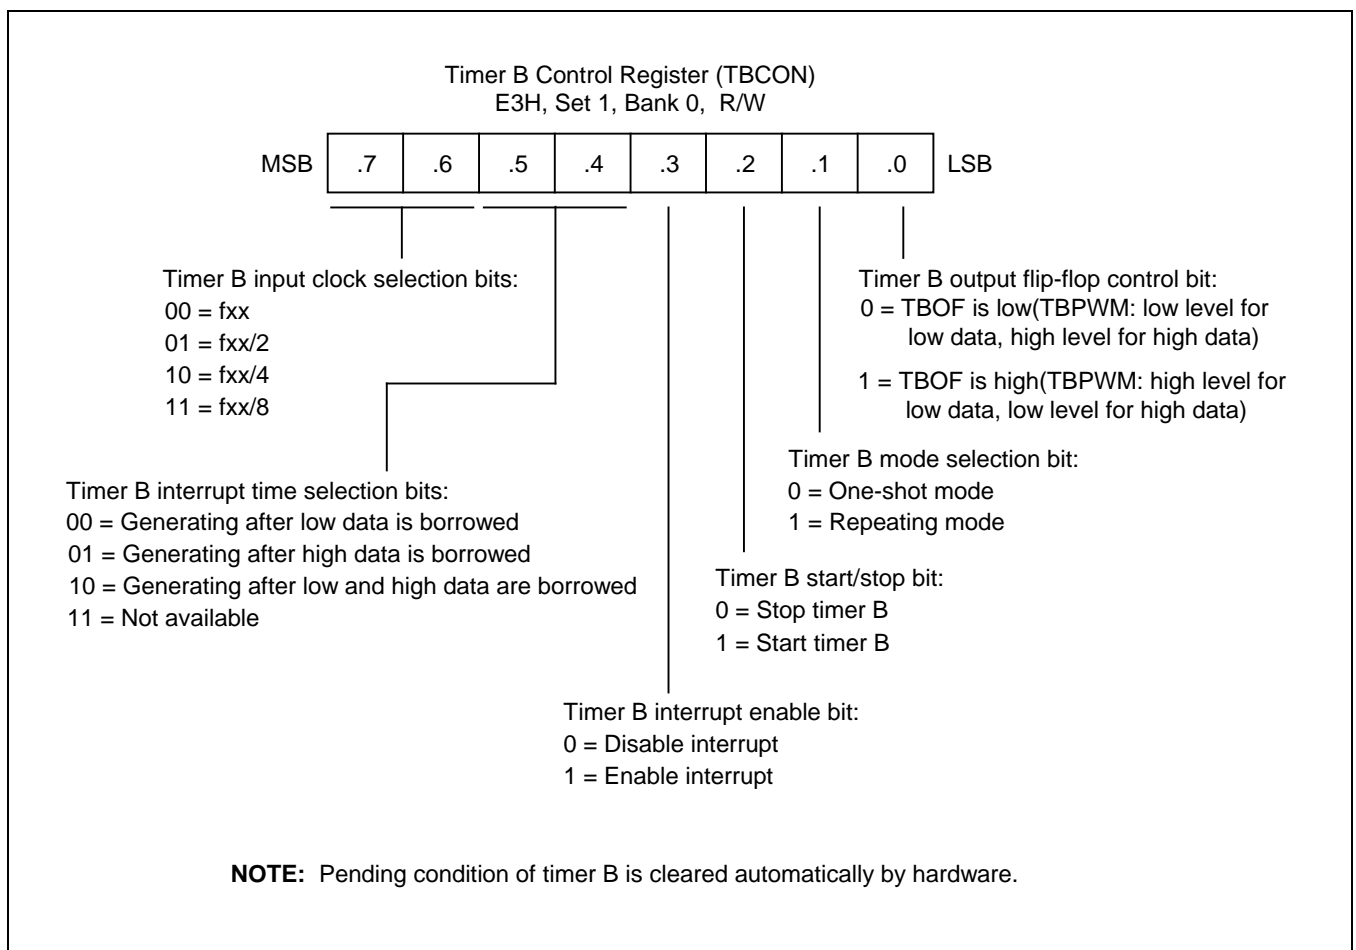 Timer B Control Register (TBCON)
E3H, Set 1, Bank 0, R/W
MSB .7 .6 .5 .4 .3 .2 .1 .0 LSB
Timer B input clock selection bits:
00 = fxx
01 = fxx/2
10 = fxx/4
11 = fxx/8
Timer B output flip-flop control bit:
0 = TBOF is low(TBPWM: low level for
low data, high level for high data)
1 = TBOF is high(TBPWM: high level for
low data, low level for high data)
Timer B mode selection bit:
0 = One-shot mode
1 = Repeating mode
Timer B interrupt time selection bits:
00 = Generating after low data is borrowed
01 = Generating after high data is borrowed
10 = Generating after low and high data are borrowed
11 = Not available
Timer B start/stop bit:
0 = Stop timer B
1 = Start timer B
Timer B interrupt enable bit:
0 = Disable interrupt
1 = Enable interrupt
NOTE: Pending condition of timer B is cleared automatically by hardware.